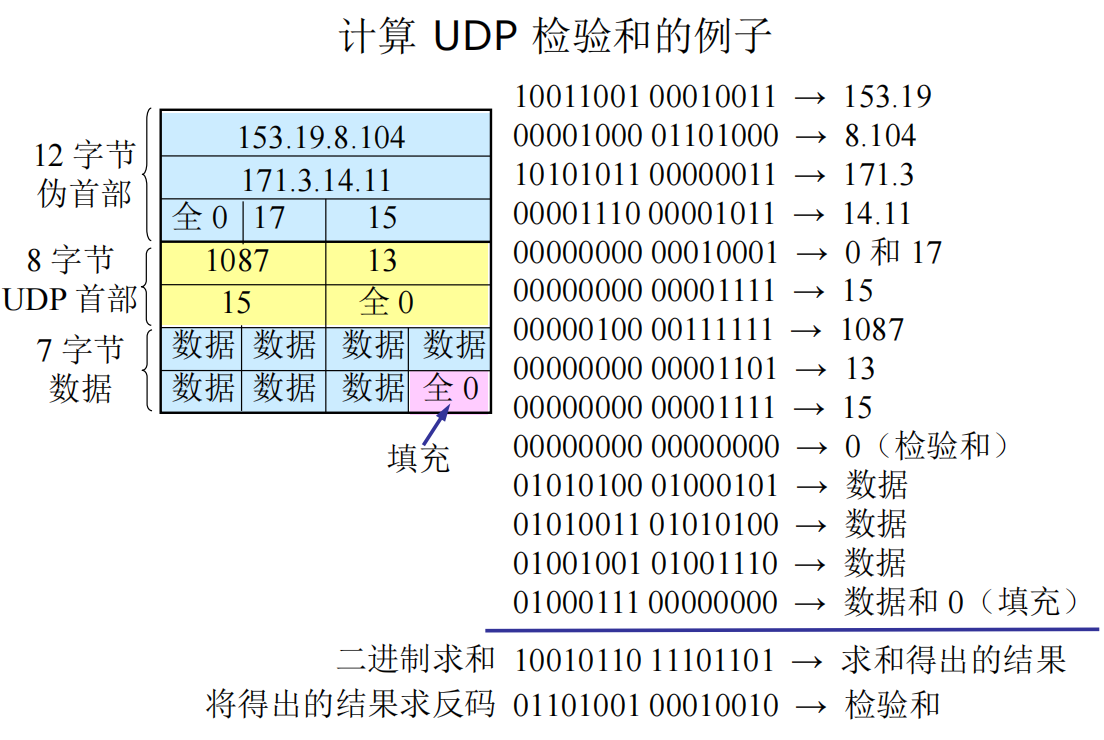 计算 UDP 检验和的例子
12 字节
伪首部
153.19.8.104
171.3.14.11
全 0 17 15
8 字节
UDP 首部
1087 13
15 全 0
7 字节
数据
数据 数据 数据 数据
数据 数据 数据 全 0
填充
10011001 00010011 → 153.19
00001000 01101000 → 8.104
10101011 00000011 → 171.3
00001110 00001011 → 14.11
00000000 00010001 → 0 和 17
00000000 00001111 → 15
00000100 00111111 → 1087
00000000 00001101 → 13
00000000 00001111 → 15
00000000 00000000 → 0（检验和）
01010100 01000101 → 数据
01010011 01010100 → 数据
01001001 01001110 → 数据
01000111 00000000 → 数据和 0（填充）
二进制求和 10010110 11101101 → 求和得出的结果
将得出的结果求反码 01101001 00010010 → 检验和